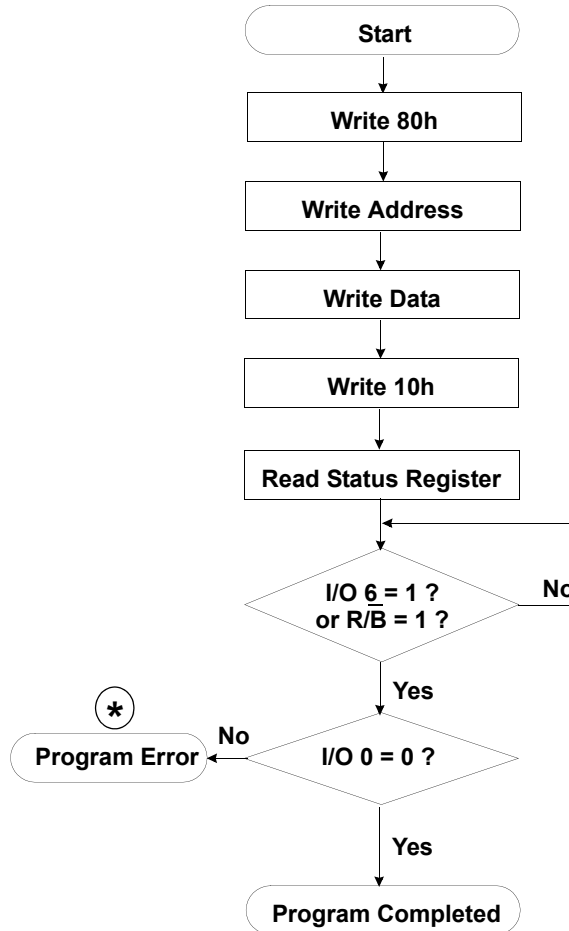 Start
Write 80h
Write Address
Write Data
Write 10h
Read Status Register
I/O 6 = 1 ?
or R/B̅ = 1 ?
No
Yes
*
Program Error
No
I/O 0 = 0 ?
Yes
Program Completed